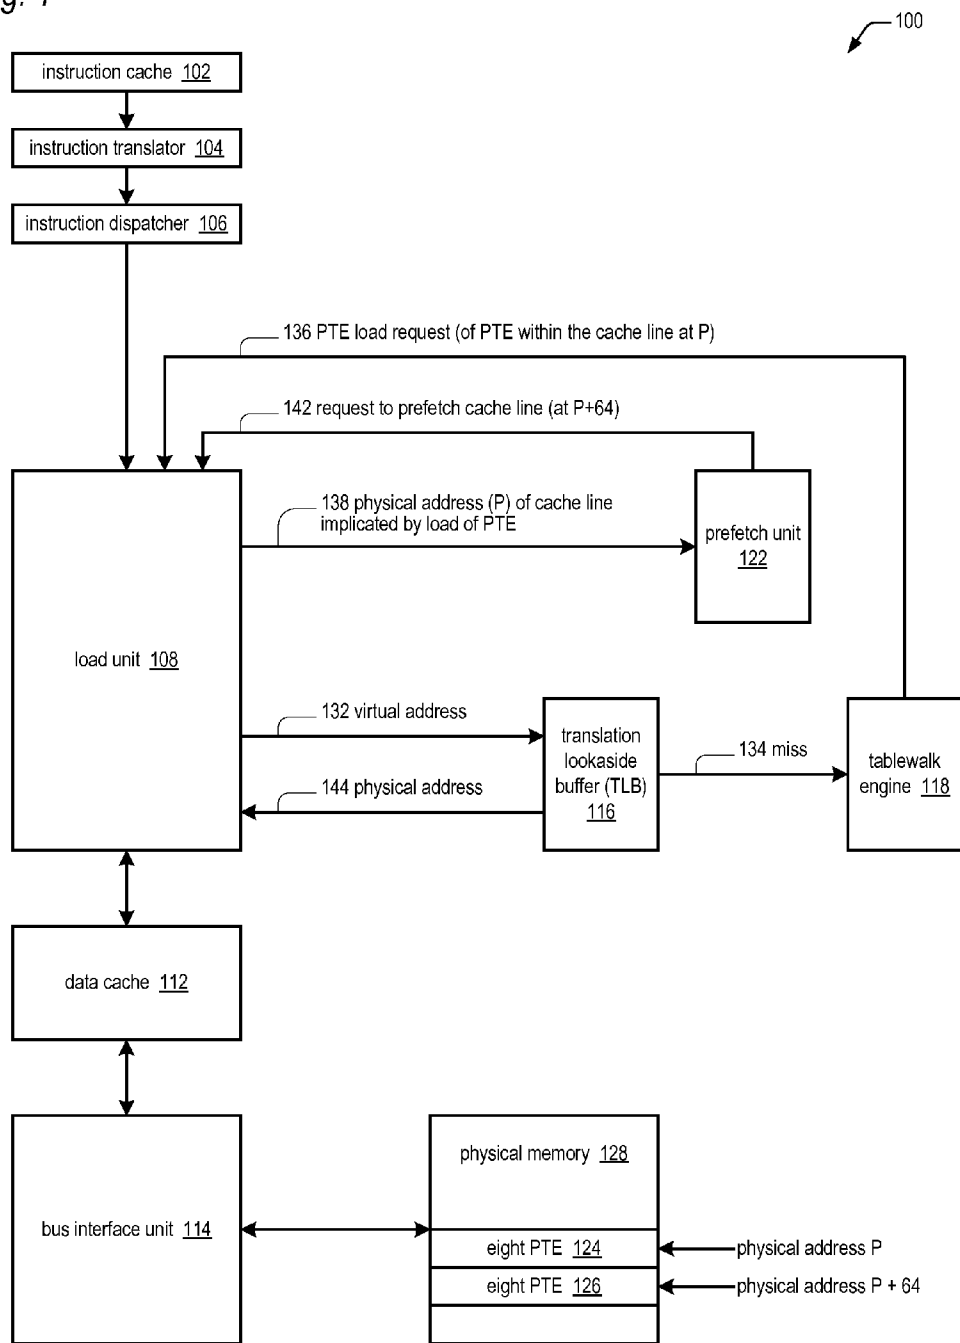 100
instruction cache 102
instruction translator 104
instruction dispatcher 106
136 PTE load request (of PTE within the cache line at P)
142 request to prefetch cache line (at P+64)
138 physical address (P) of cache line
implicated by load of PTE
prefetch unit
122
load unit 108
132 virtual address
translation
lookaside
buffer (TLB)
116
134 miss
tablewalk
engine 118
144 physical address
data cache 112
physical memory 128
bus interface unit 114
eight PTE 124
physical address P
eight PTE 126
physical address P + 64